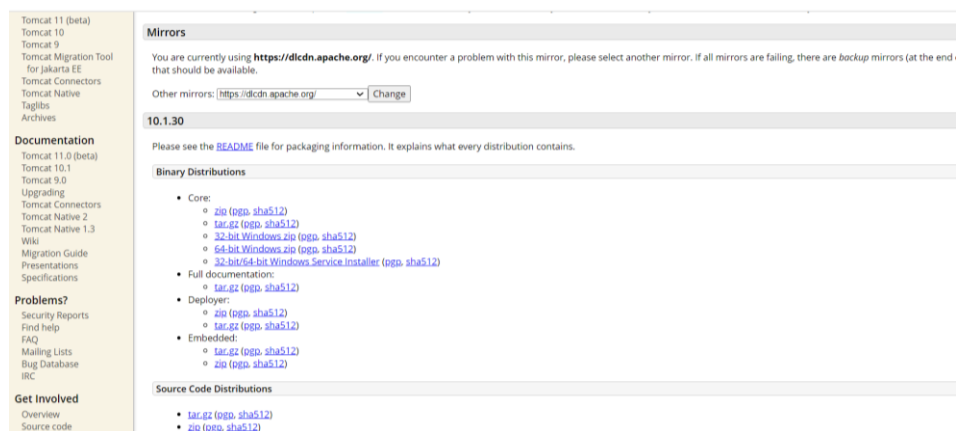 Tomcat 11 (beta)
Tomcat 10
Tomcat 9
Tomcat Migration Tool
for Jakarta EE
Tomcat Connectors
Tomcat Native
Taglibs
Archives
Documentation
Tomcat 11.0 (beta)
Tomcat 10.1
Tomcat 9.0
Upgrading
Tomcat Connectors
Tomcat Native 2
Tomcat Native 1.3
Wiki
Migration Guide
Presentations
Specifications
Problems?
Security Reports
Find help
FAQ
Mailing Lists
Bug Database
IRC
Get Involved
Overview
Source code
Mirrors
You are currently using https://dlcdn.apache.org/. If you encounter a problem with this mirror, please select another mirror. If all mirrors are failing, there are backup mirrors (at the end
that should be available.
Other mirrors: https://dlcdn.apache.org/ Change
10.1.30
Please see the README file for packaging information. It explains what every distribution contains.
Binary Distributions
• Core:
○ zip (pgp, sha512)
○ tar.gz (pgp, sha512)
○ 32-bit Windows zip (pgp, sha512)
○ 64-bit Windows zip (pgp, sha512)
○ 32-bit/64-bit Windows Service Installer (pgp, sha512)
• Full documentation:
○ tar.gz (pgp, sha512)
• Deployer:
○ zip (pgp, sha512)
○ tar.gz (pgp, sha512)
• Embedded:
○ tar.gz (pgp, sha512)
○ zip (pgp, sha512)
Source Code Distributions
• tar.gz (pgp, sha512)
• zip (pgp, sha512)